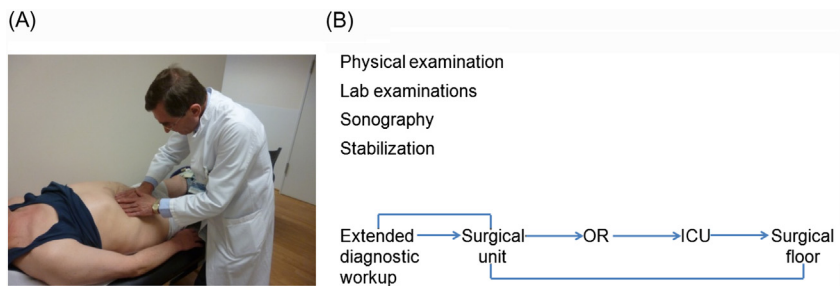 (A)
(B)
Physical examination
Lab examinations
Sonography
Stabilization
Extended
diagnostic
workup
Surgical
unit
OR
ICU
Surgical
floor